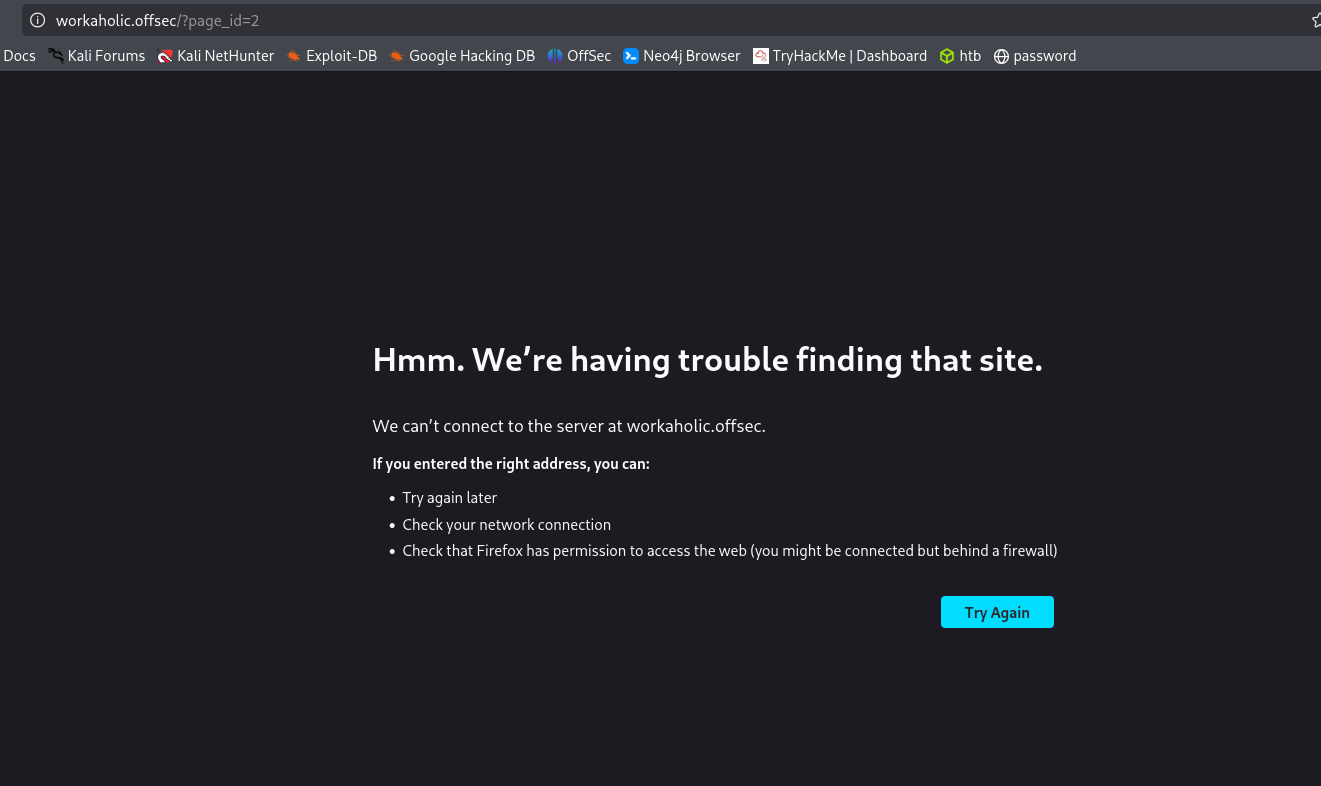 workaholic.offsec/?page_id=2
Docs Kali Forums Kali NetHunter Exploit-DB Google Hacking DB OffSec Neo4j Browser TryHackMe | Dashboard htb password
Hmm. We’re having trouble finding that site.
We can’t connect to the server at workaholic.offsec.
If you entered the right address, you can:
• Try again later
• Check your network connection
• Check that Firefox has permission to access the web (you might be connected but behind a firewall)
Try Again